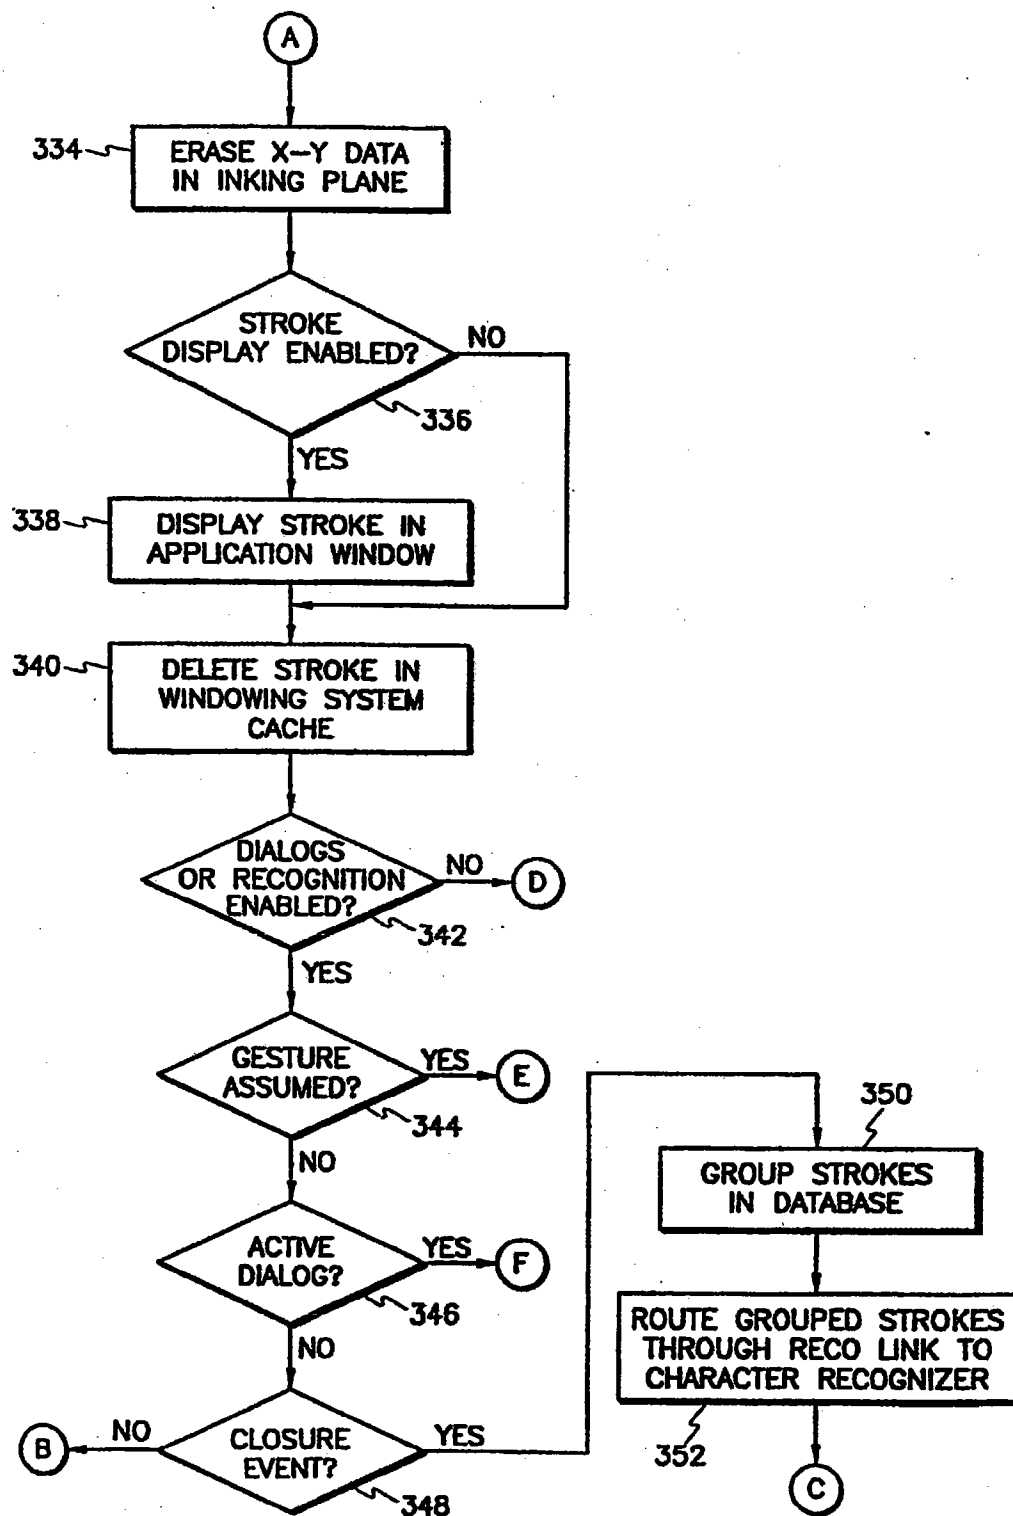 A
334
ERASE X-Y DATA
IN INKING PLANE
STROKE
DISPLAY ENABLED?
NO
336
YES
338
DISPLAY STROKE IN
APPLICATION WINDOW
340
DELETE STROKE IN
WINDOWING SYSTEM
CACHE
DIALOGS
OR RECOGNITION
ENABLED?
NO
D
342
YES
GESTURE
ASSUMED?
YES
E
344
NO
ACTIVE
DIALOG?
YES
F
346
NO
CLOSURE
EVENT?
NO
B
YES
348
350
GROUP STROKES
IN DATABASE
ROUTE GROUPED STROKES
THROUGH RECO LINK TO
CHARACTER RECOGNIZER
352
C